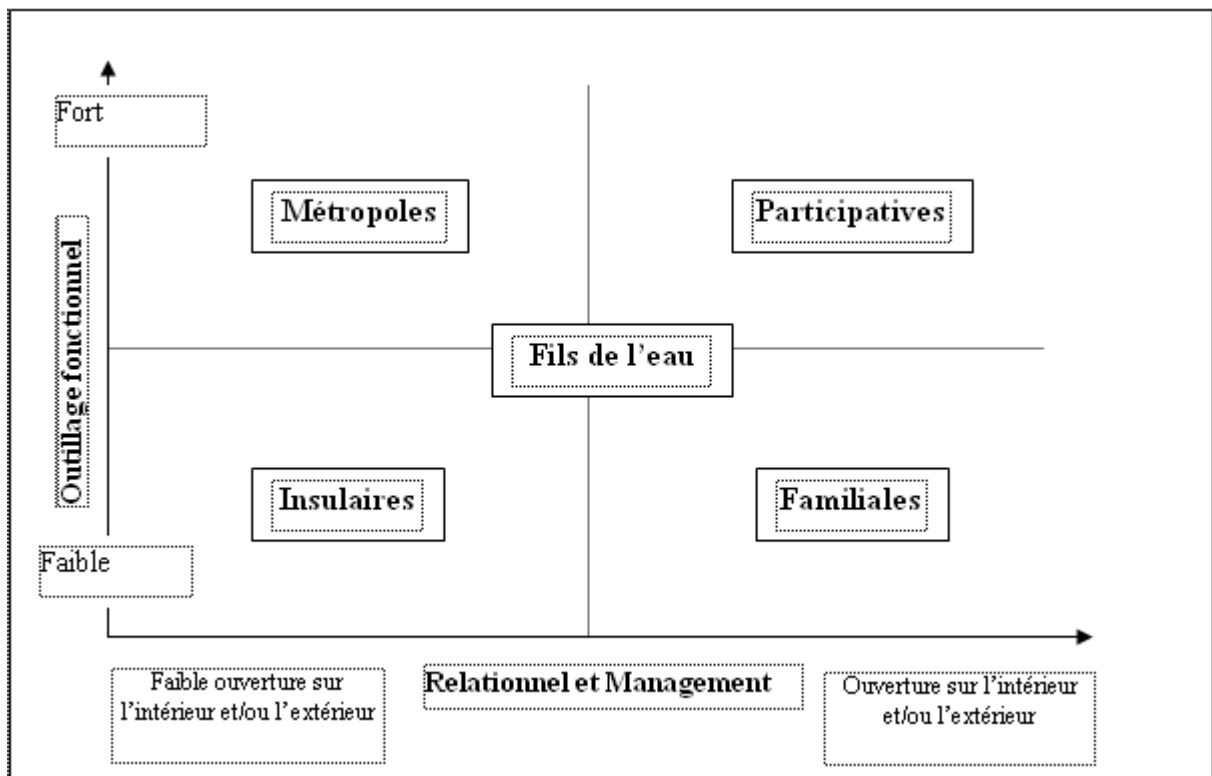 Fort
Métropoles
Participatives
Outillage fonctionnel
Fils de l'eau
Insulaires
Familiales
Faible
Faible ouverture sur
l'intérieur et/ou l'extérieur
Relationnel et Management
Ouverture sur l'intérieur
et/ou l'extérieur